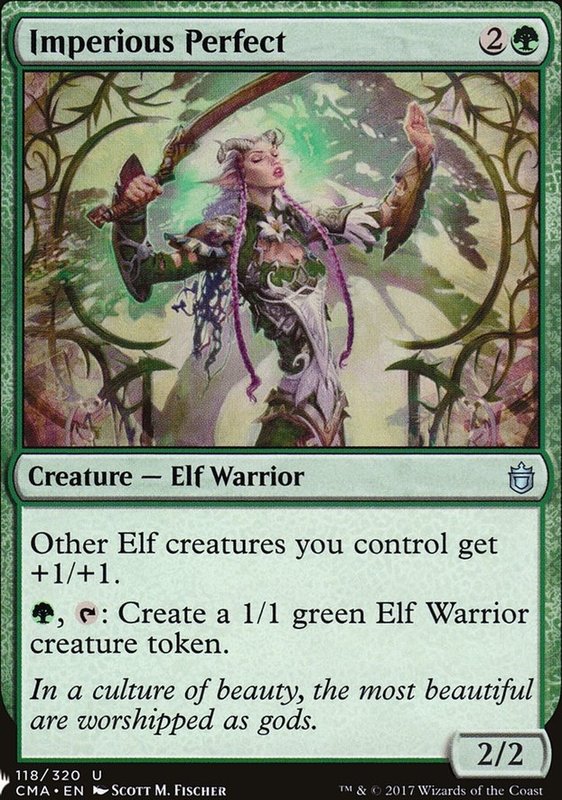 Imperious Perfect 2
Creature — Elf Warrior
Other Elf creatures you control get
+1/+1.
, : Create a 1/1 green Elf Warrior
creature token.
In a culture of beauty, the most beautiful
are worshipped as gods.
2/2
118/320 U
CMA • EN Scott M. Fischer
™ & © 2017 Wizards of the Coast